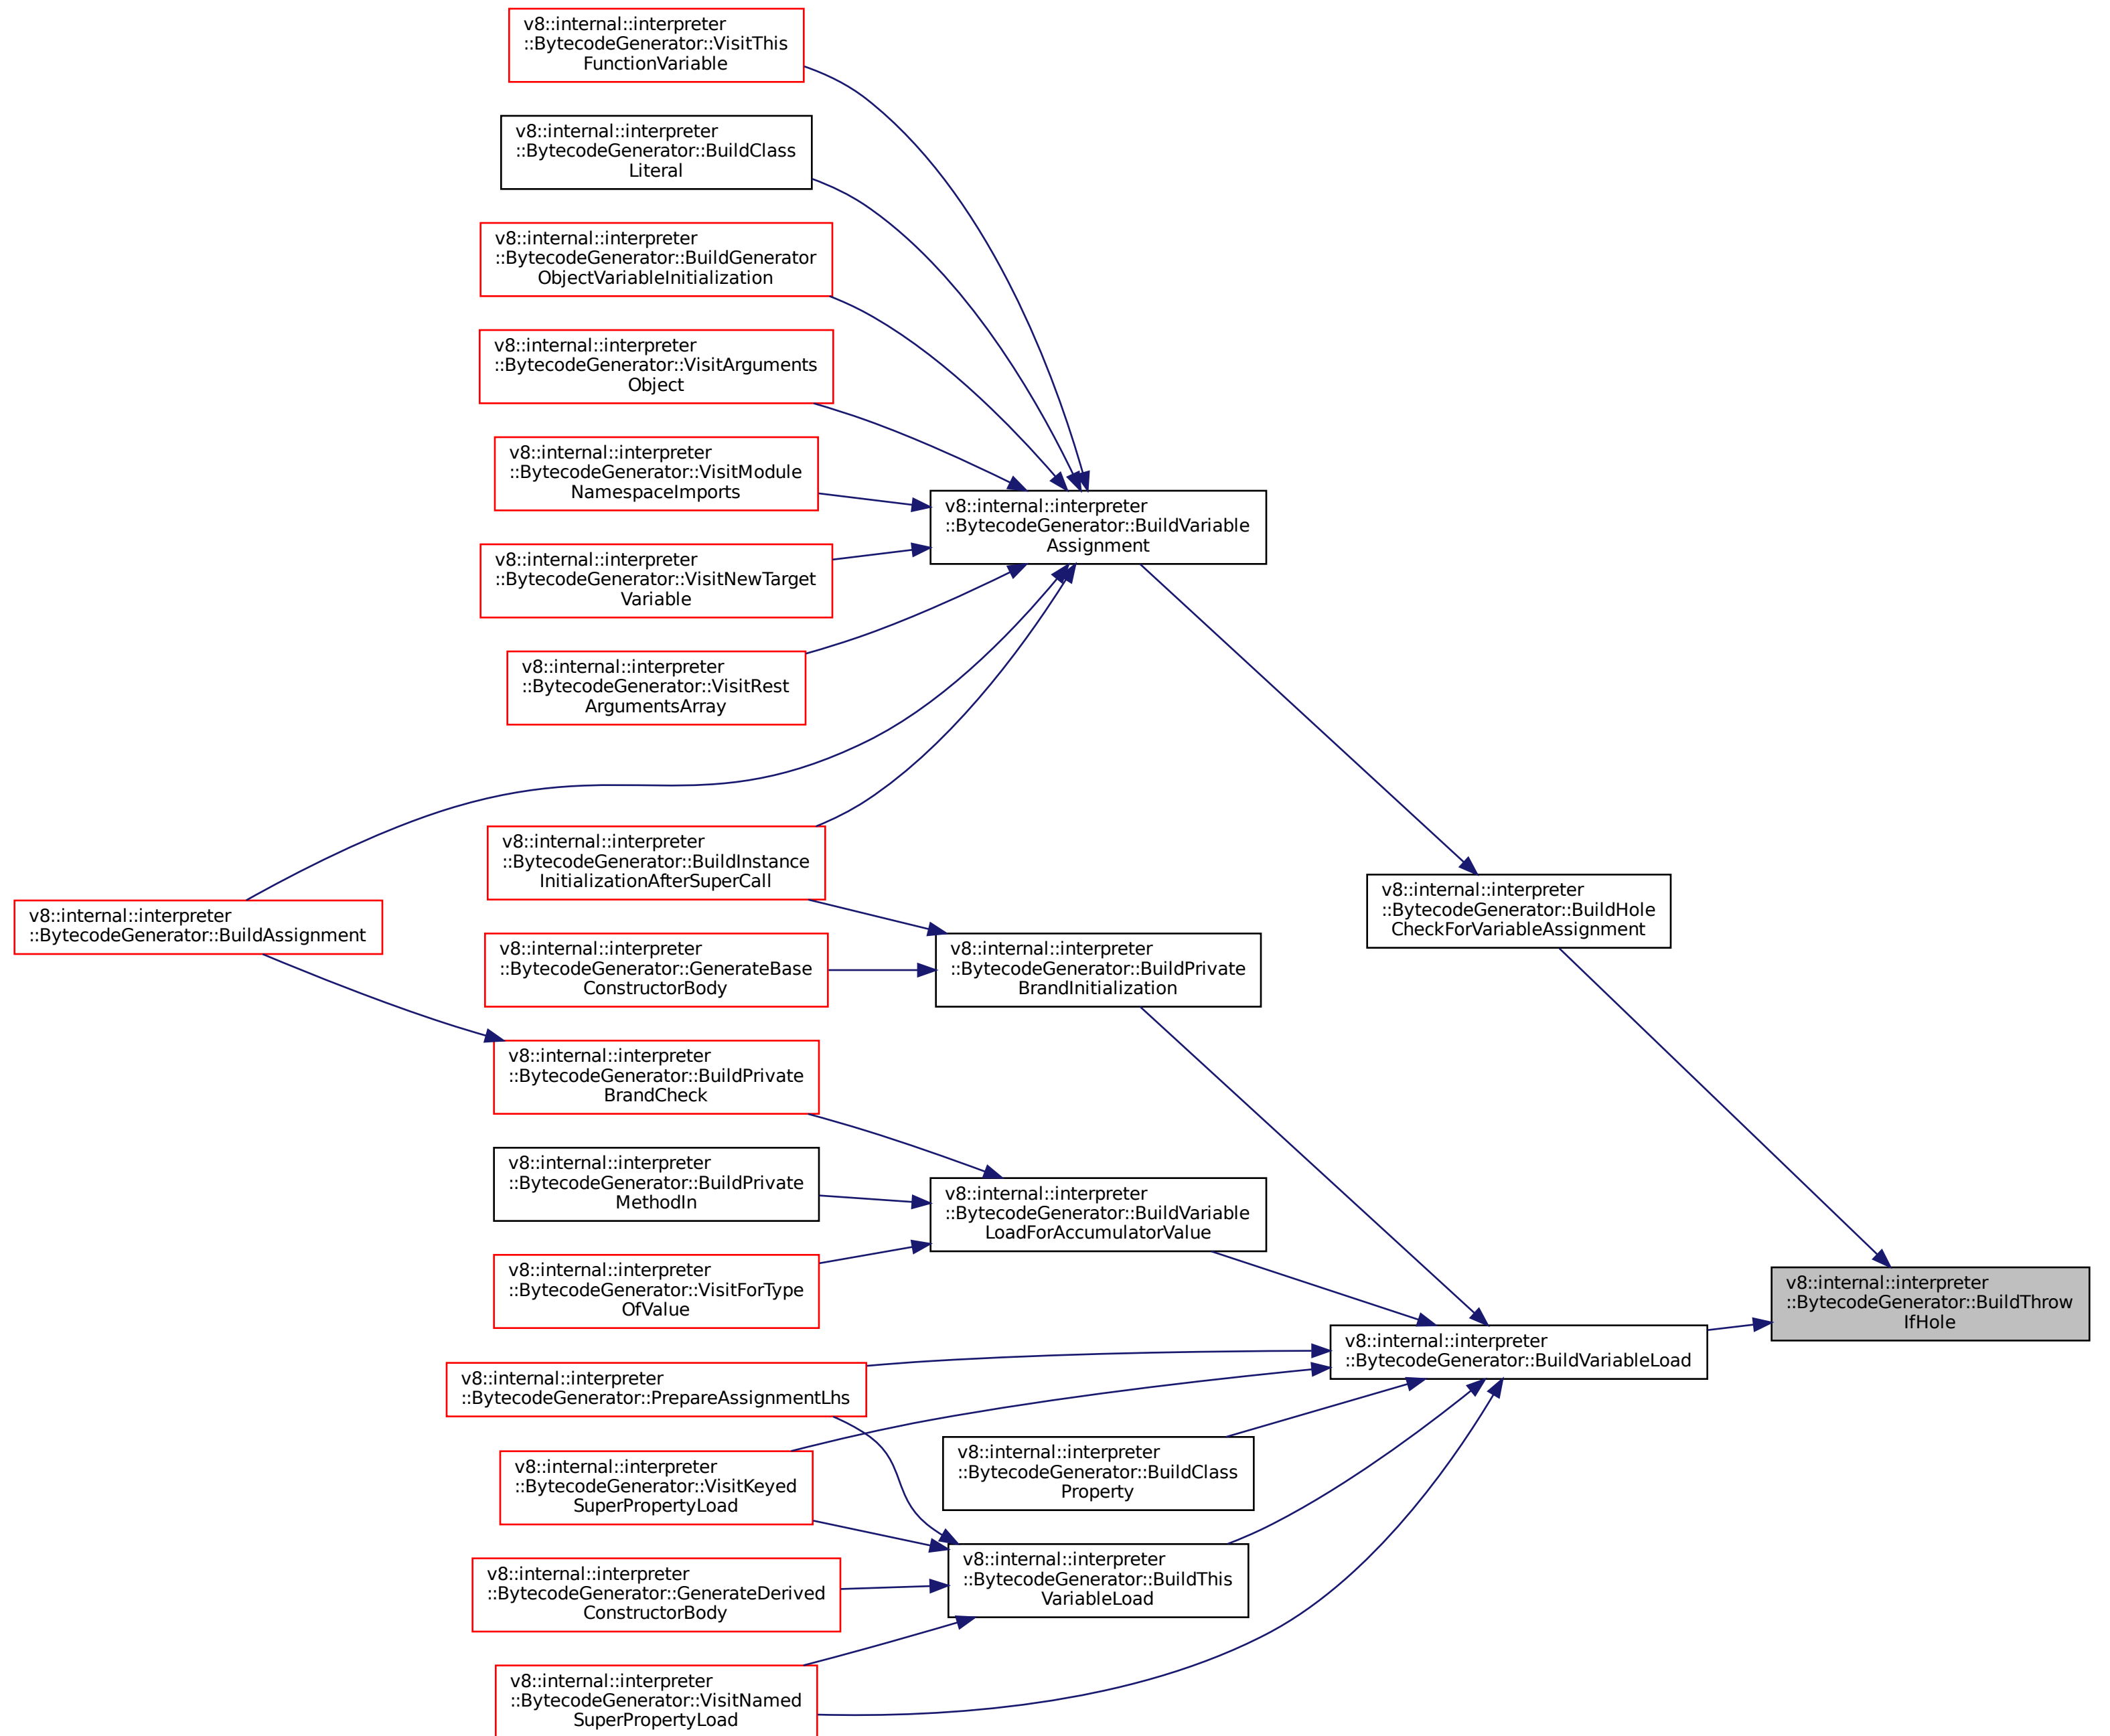 v8::internal::interpreter
::BytecodeGenerator::VisitThis
FunctionVariable
v8::internal::interpreter
::BytecodeGenerator::BuildClass
Literal
v8::internal::interpreter
::BytecodeGenerator::BuildGenerator
ObjectVariableInitialization
v8::internal::interpreter
::BytecodeGenerator::VisitArguments
Object
v8::internal::interpreter
::BytecodeGenerator::VisitModule
NamespaceImports
v8::internal::interpreter
::BytecodeGenerator::BuildVariable
Assignment
v8::internal::interpreter
::BytecodeGenerator::VisitNewTarget
Variable
v8::internal::interpreter
::BytecodeGenerator::VisitRest
ArgumentsArray
v8::internal::interpreter
::BytecodeGenerator::BuildInstance
InitializationAfterSuperCall
v8::internal::interpreter
::BytecodeGenerator::BuildHole
CheckForVariableAssignment
v8::internal::interpreter
::BytecodeGenerator::BuildAssignment
v8::internal::interpreter
::BytecodeGenerator::GenerateBase
ConstructorBody
v8::internal::interpreter
::BytecodeGenerator::BuildPrivate
BrandInitialization
v8::internal::interpreter
::BytecodeGenerator::BuildPrivate
BrandCheck
v8::internal::interpreter
::BytecodeGenerator::BuildPrivate
MethodIn
v8::internal::interpreter
::BytecodeGenerator::BuildVariable
LoadForAccumulatorValue
v8::internal::interpreter
::BytecodeGenerator::VisitForType
OfValue
v8::internal::interpreter
::BytecodeGenerator::BuildThrow
IfHole
v8::internal::interpreter
::BytecodeGenerator::BuildVariableLoad
v8::internal::interpreter
::BytecodeGenerator::PrepareAssignmentLhs
v8::internal::interpreter
::BytecodeGenerator::BuildClass
Property
v8::internal::interpreter
::BytecodeGenerator::VisitKeyed
SuperPropertyLoad
v8::internal::interpreter
::BytecodeGenerator::BuildThis
VariableLoad
v8::internal::interpreter
::BytecodeGenerator::GenerateDerived
ConstructorBody
v8::internal::interpreter
::BytecodeGenerator::VisitNamed
SuperPropertyLoad